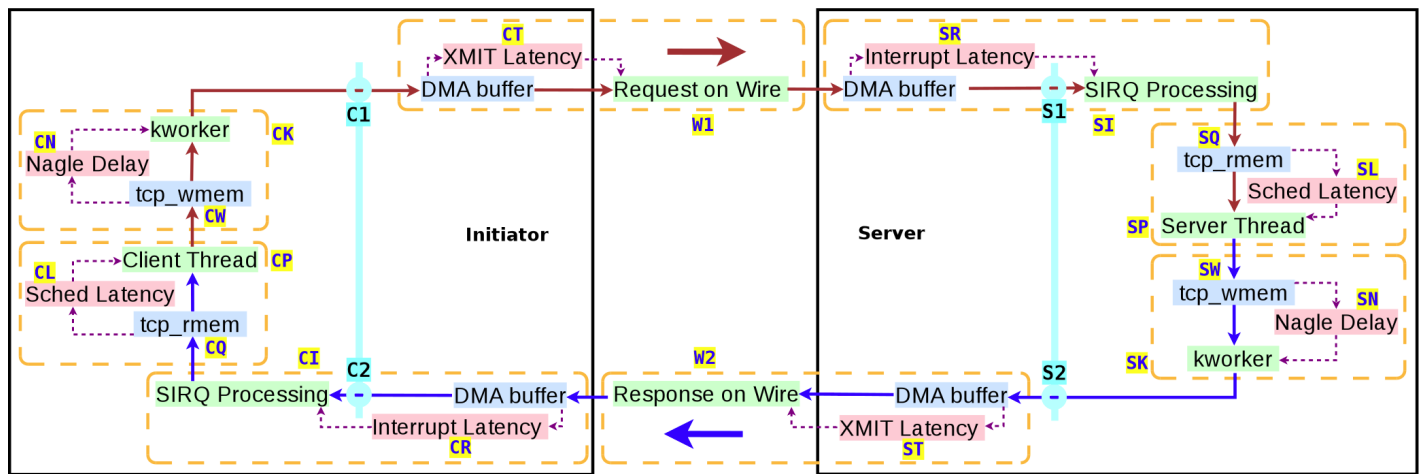 CT
XMIT Latency
DMA buffer
Request on Wire
W1
SR
Interrupt Latency
DMA buffer
S1
SIRQ Processing
SI
C1
CN
kworker
CK
Nagle Delay
tcp_wmem
CW
Client Thread
CP
CL
Sched Latency
tcp_rmem
CQ
Initiator
Server
SQ
tcp_rmem
SL
Sched Latency
SP
Server Thread
SW
tcp_wmem
SN
Nagle Delay
SK
kworker
CI
C2
SIRQ Processing
DMA buffer
Interrupt Latency
CR
W2
Response on Wire
DMA buffer
S2
XMIT Latency
ST